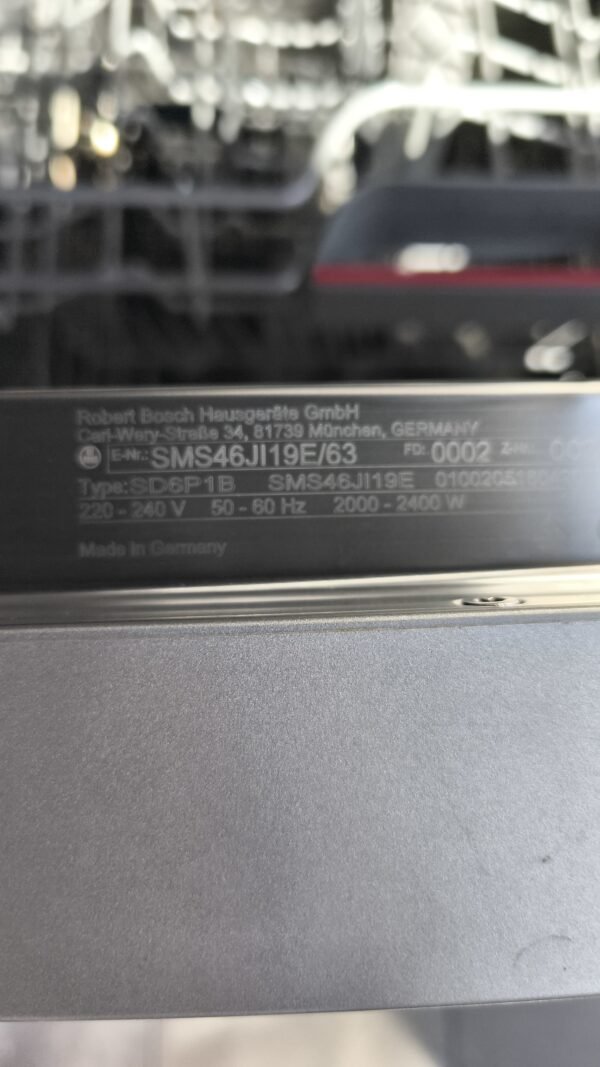 Robert Bosch Hausgeräte GmbH
Carl-Wery-Straße 34, 81739 München, GERMANY
E-Nr.: SMS46JI19E/63 FD: 0002 Z-Nr.:
Type: SD6P1B SMS46JI19E
220 - 240 V 50 - 60 Hz 2000 - 2400 W
Made in Germany